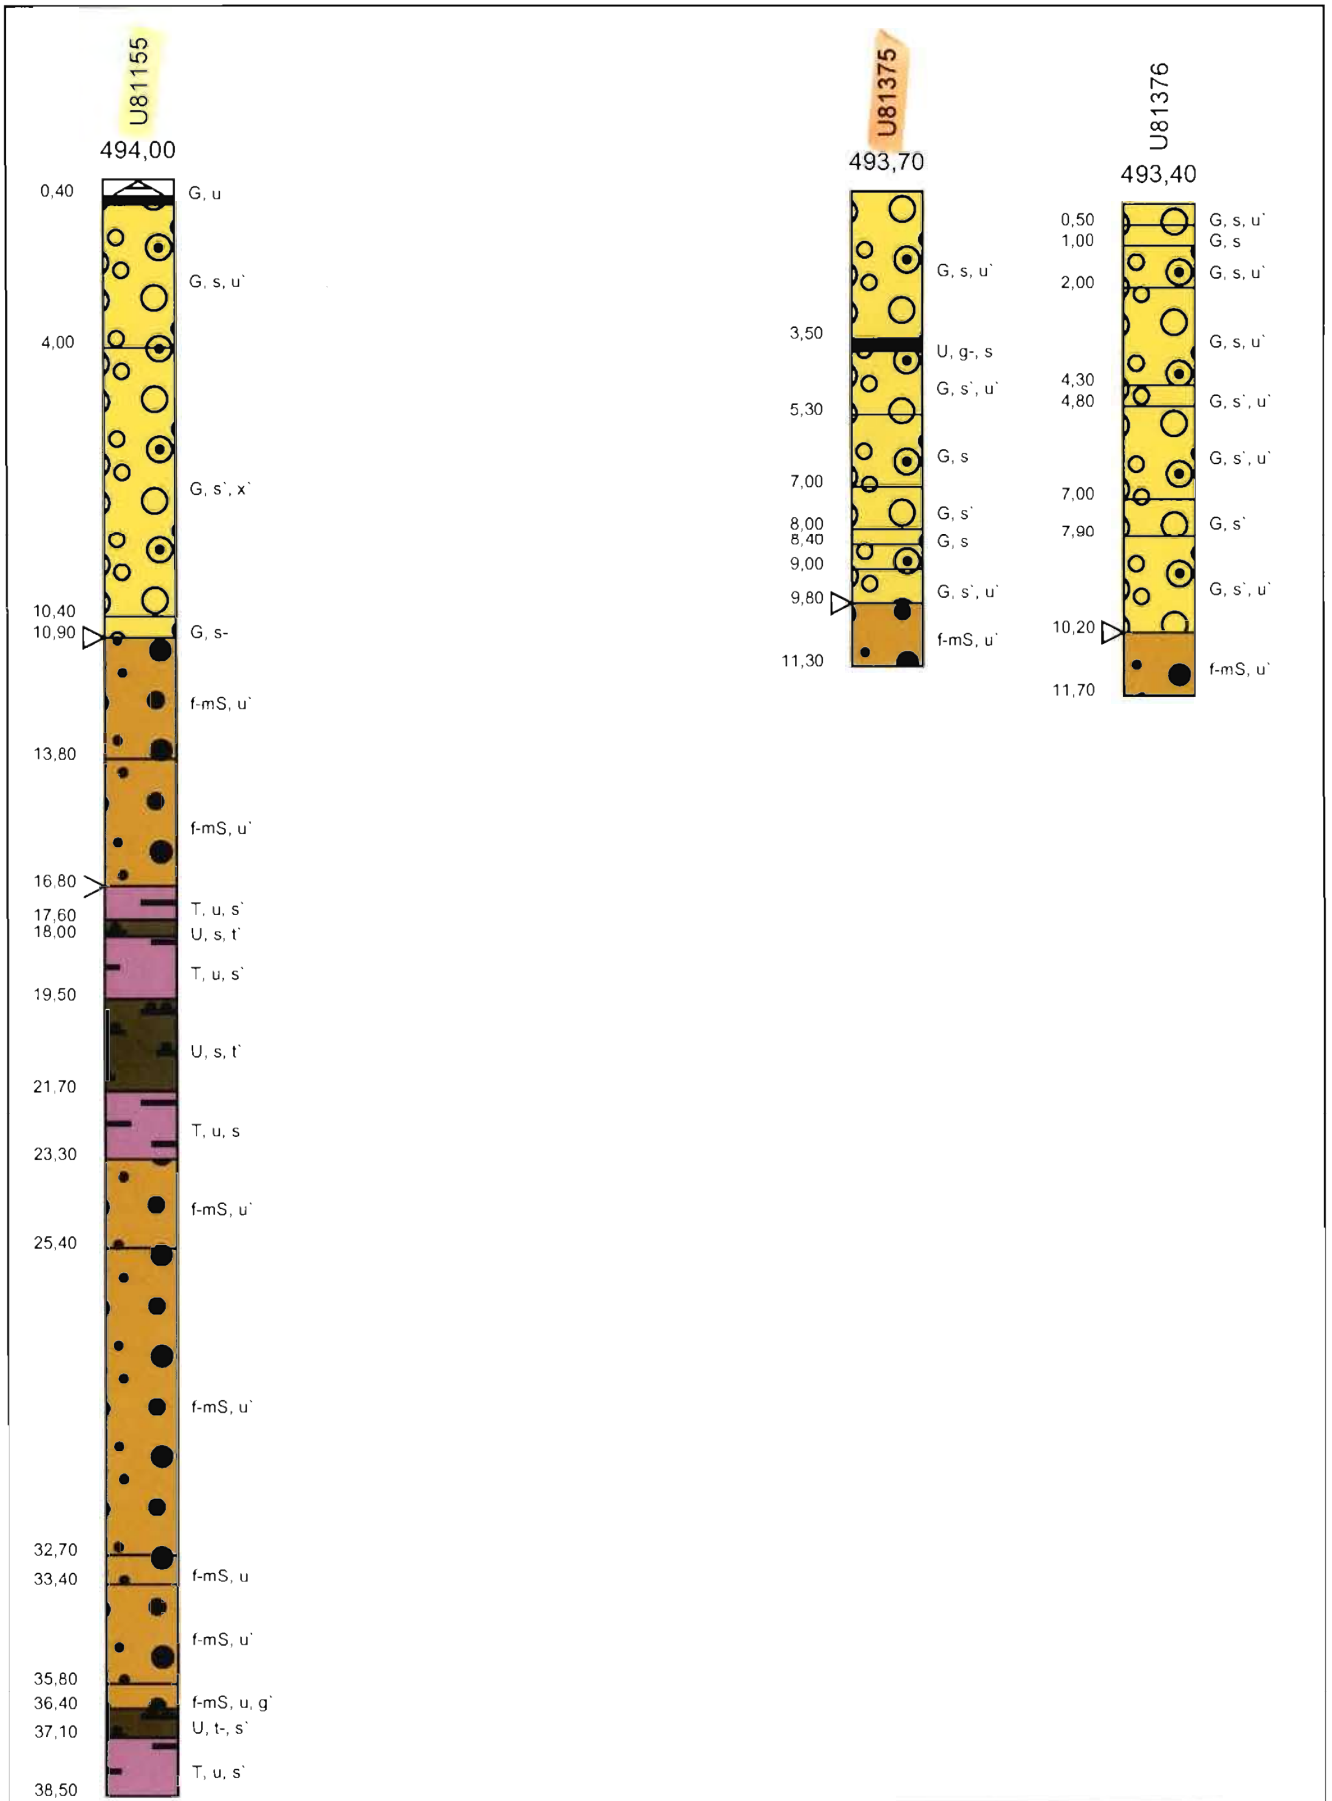 U81155
494,00
0,40
G, u
G, s, u`
4,00
G, s`, x`
10,40
10,90
G, s-
f-mS, u`
13,80
f-mS, u`
16,80
T, u, s`
17,60
18,00
U, s, t`
T, u, s`
19,50
U, s, t`
21,70
T, u, s
23,30
f-mS, u`
25,40
f-mS, u`
32,70
33,40
f-mS, u
f-mS, u`
35,80
36,40
f-mS, u, g`
37,10
U, t-, s`
T, u, s`
38,50
U81375
493,70
G, s, u`
3,50
U, g-, s
G, s`, u`
5,30
G, s
7,00
G, s`
8,00
8,40
G, s
9,00
G, s`, u`
9,80
f-mS, u`
11,30
U81376
493,40
0,50
G, s, u`
1,00
G, s
G, s, u`
2,00
G, s, u`
4,30
4,80
G, s`, u`
G, s`, u`
7,00
G, s`
7,90
G, s`, u`
10,20
f-mS, u`
11,70